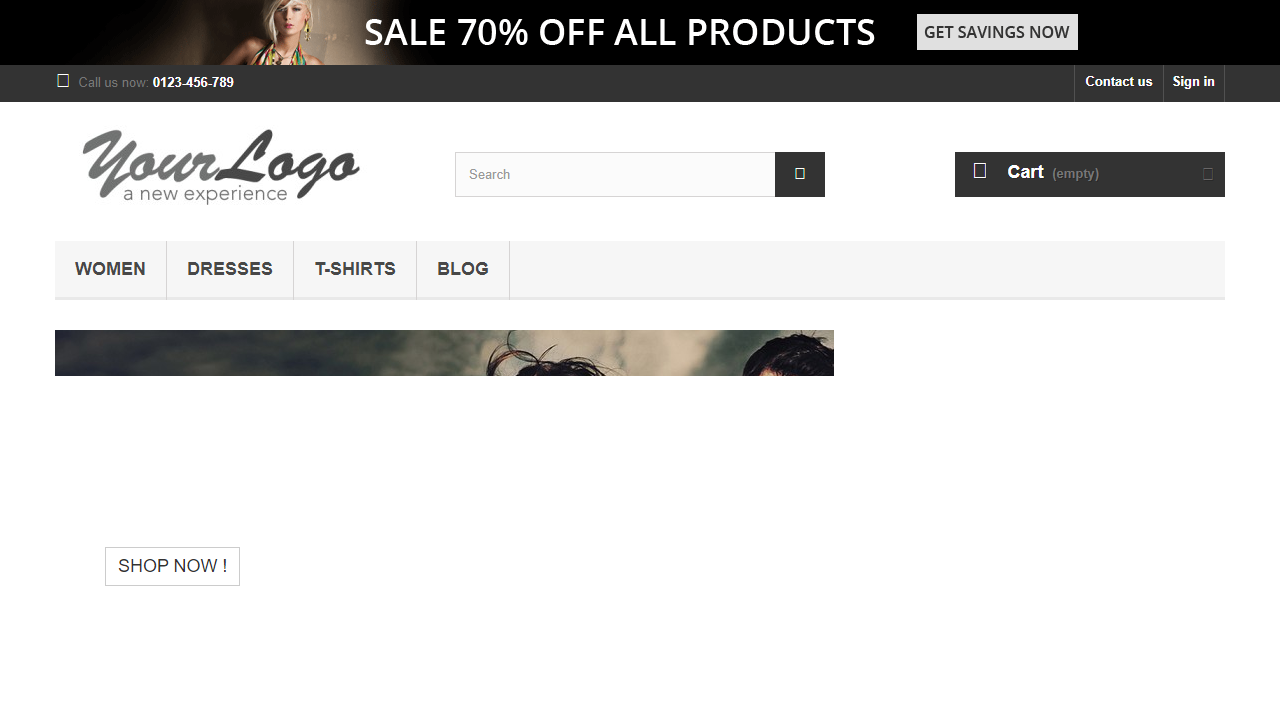 SALE 70% OFF ALL PRODUCTS
GET SAVINGS NOW
Call us now: 0123-456-789
Contact us
Sign in
YourLogo
a new experience
Search
Cart (empty)
WOMEN
DRESSES
T-SHIRTS
BLOG
SHOP NOW !